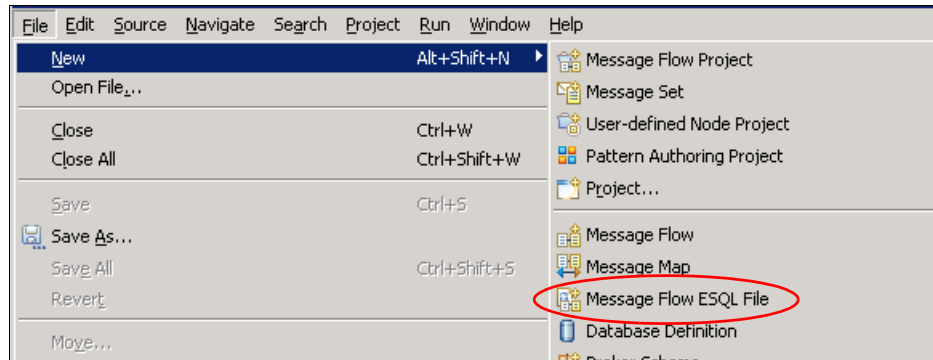 File Edit Source Navigate Search Project Run Window Help
New Alt+Shift+N
Open File...
Close Ctrl+W
Close All Ctrl+Shift+W
Save Ctrl+S
Save As...
Save All Ctrl+Shift+S
Revert
Move...
Message Flow Project
Message Set
User-defined Node Project
Pattern Authoring Project
Project...
Message Flow
Message Map
Message Flow ESQL File
Database Definition
Broker Schema